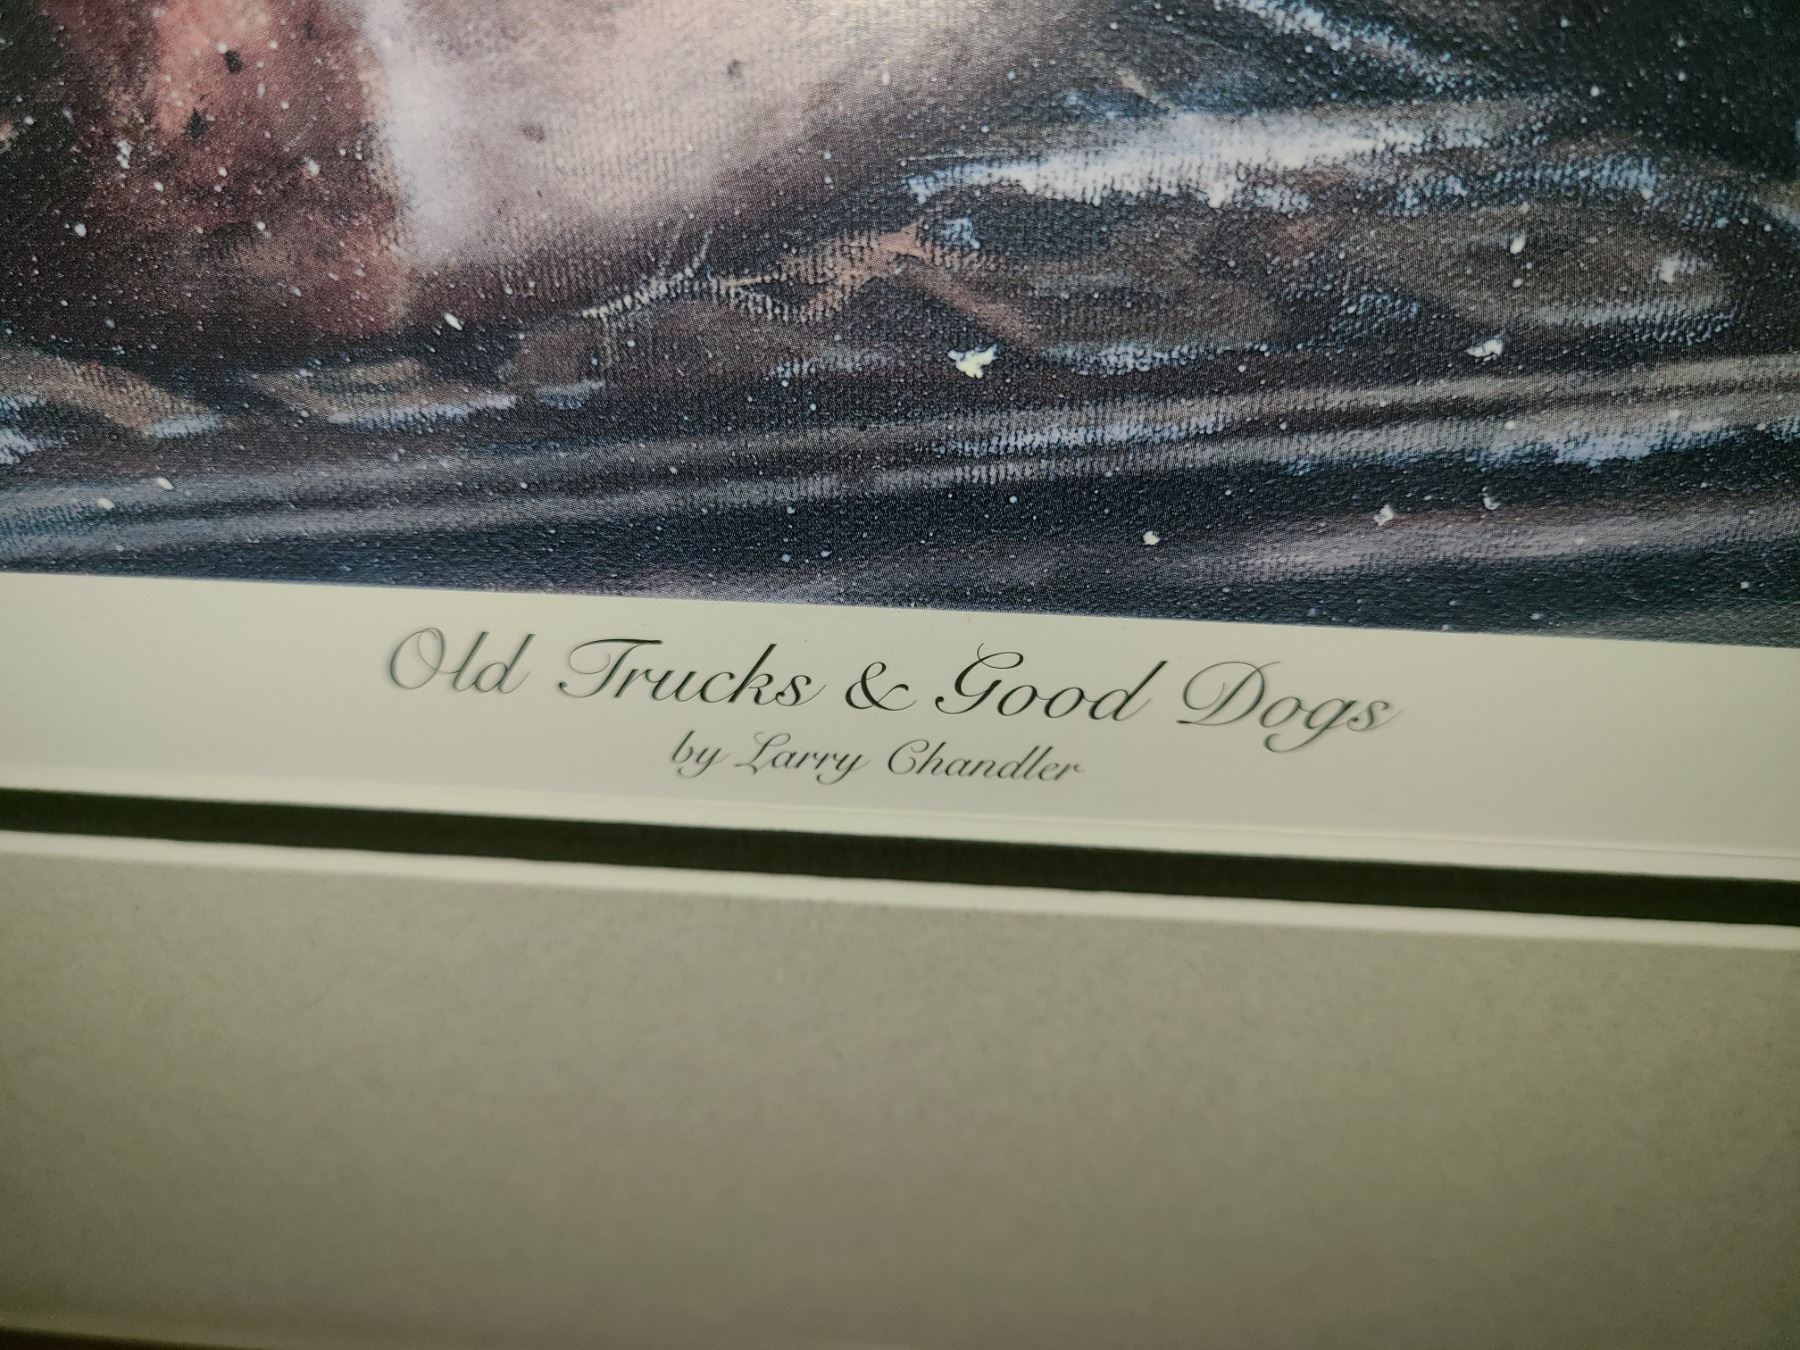 Old Trucks & Good Dogs
by Larry Chandler